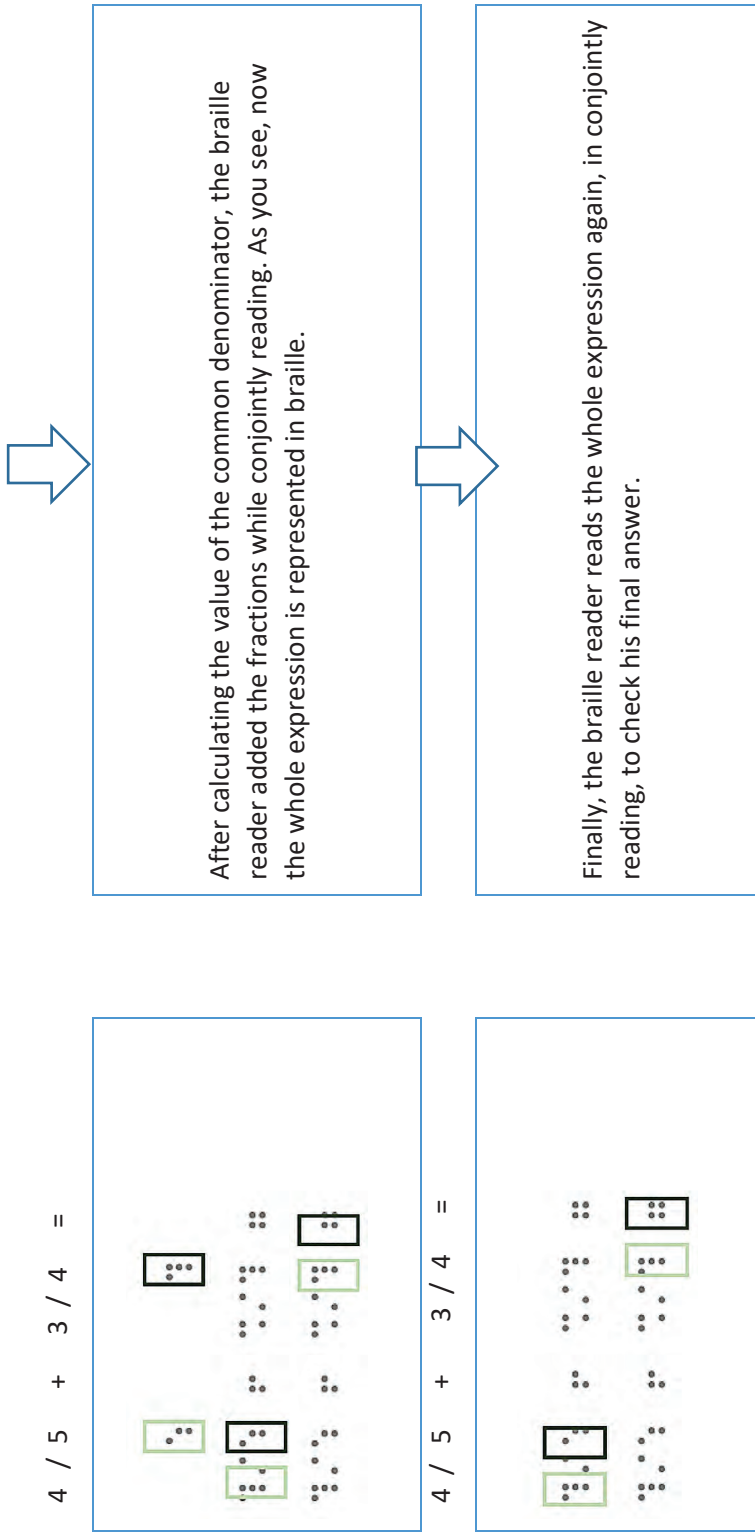 4 / 5 + 3 / 4 =
After calculating the value of the common denominator, the braille
reader added the fractions while conjointly reading. As you see, now
the whole expression is represented in braille.
4 / 5 + 3 / 4 =
Finally, the braille reader reads the whole expression again, in conjointly
reading, to check his final answer.